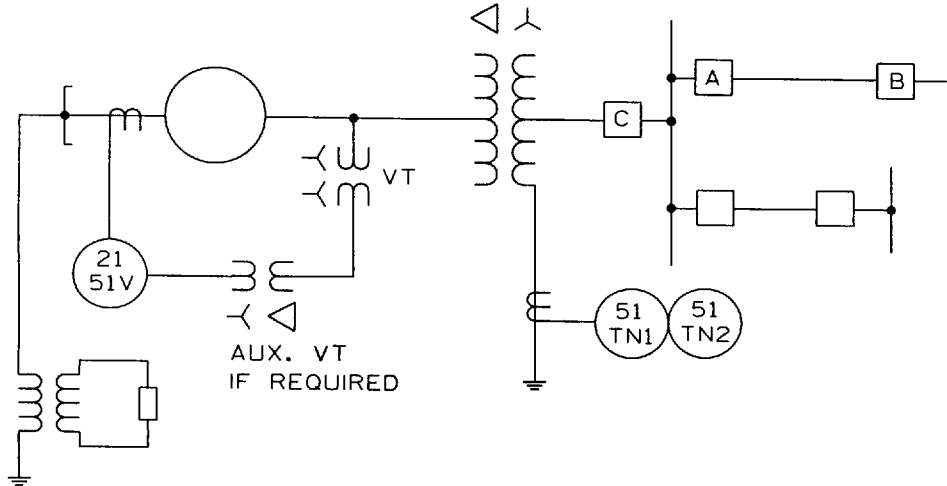 A
B
C
VT
21
51V
51
TN1
51
TN2
AUX. VT
IF REQUIRED